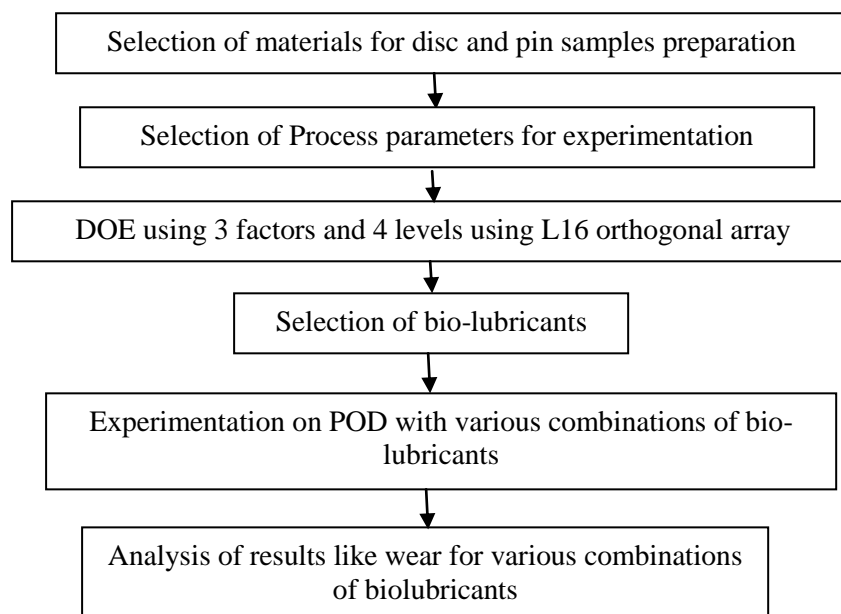 Selection of materials for disc and pin samples preparation
Selection of Process parameters for experimentation
DOE using 3 factors and 4 levels using L16 orthogonal array
Selection of bio-lubricants
Experimentation on POD with various combinations of bio-
lubricants
Analysis of results like wear for various combinations
of biolubricants